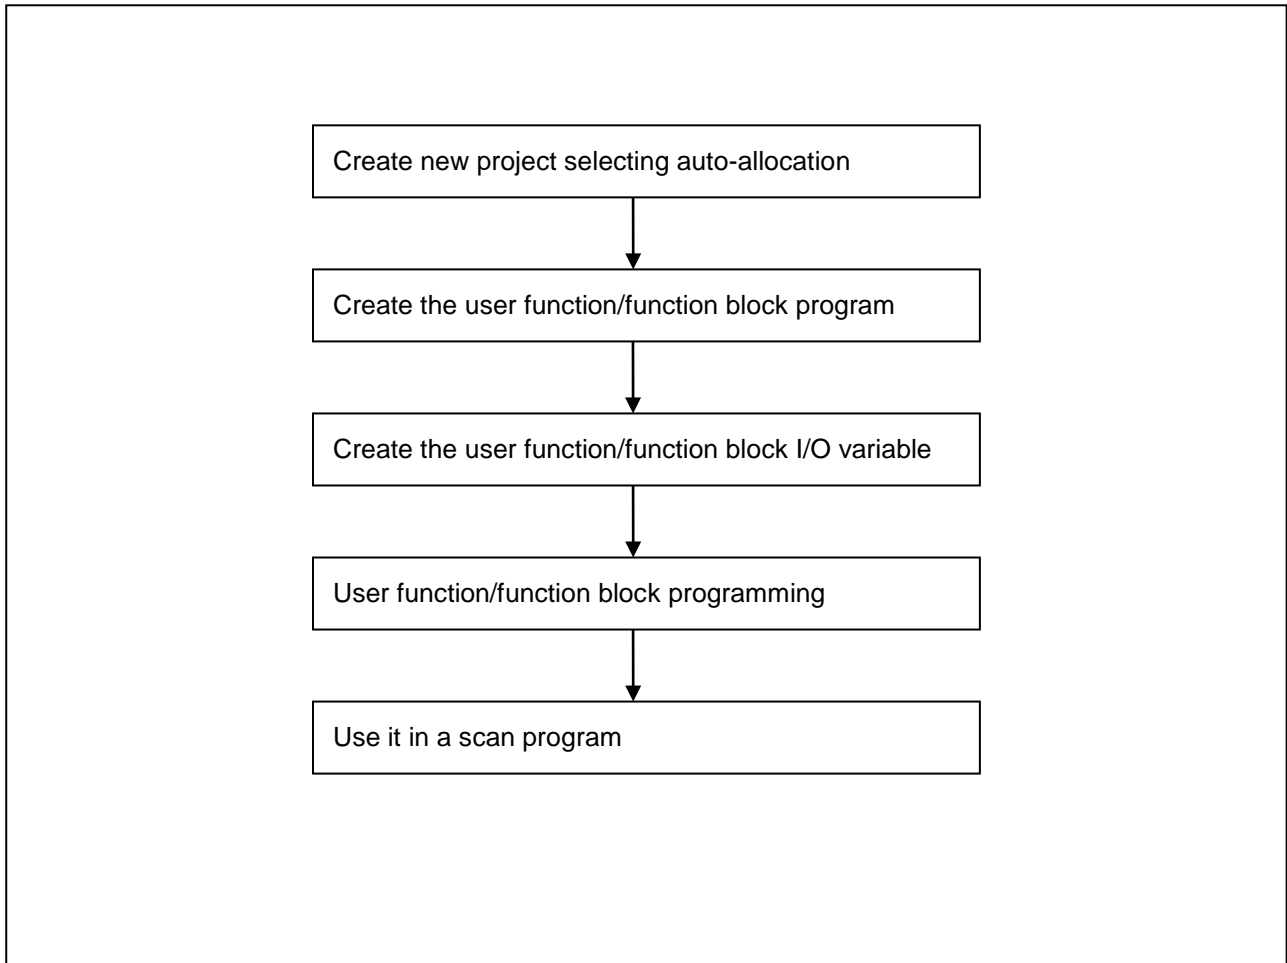 Create new project selecting auto-allocation
Create the user function/function block program
Create the user function/function block I/O variable
User function/function block programming
Use it in a scan program